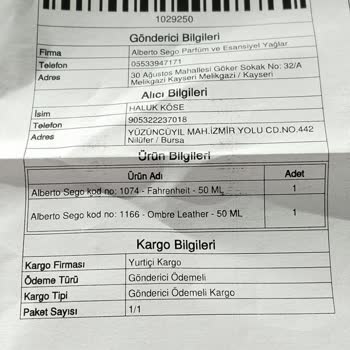 1029250
Gönderici Bilgileri
Firma Alberto Sego Parfüm ve Esansiyel Yağlar
Telefon 05533947171
Adres 30 Ağustos Mahallesi Göker Sokak No: 32/A
Melikgazi Kayseri Melikgazi / Kayseri
Alıcı Bilgileri
İsim HALUK KÖSE
Telefon 905322237018
Adres YÜZÜNCÜYIL MAH.İZMİR YOLU CD.NO.442
Nilüfer / Bursa
Ürün Bilgileri
Ürün Adı Adet
Alberto Sego kod no: 1074 - Fahrenheit - 50 ML 1
Alberto Sego kod no: 1166 - Ombre Leather - 50 ML 1
Kargo Bilgileri
Kargo Firması Yurtiçi Kargo
Ödeme Türü Gönderici Ödemeli
Kargo Tipi Gönderici Ödemeli Kargo
Paket Sayısı 1/1